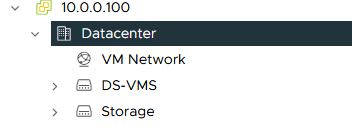 10.0.0.100
Datacenter
VM Network
DS-VMS
Storage